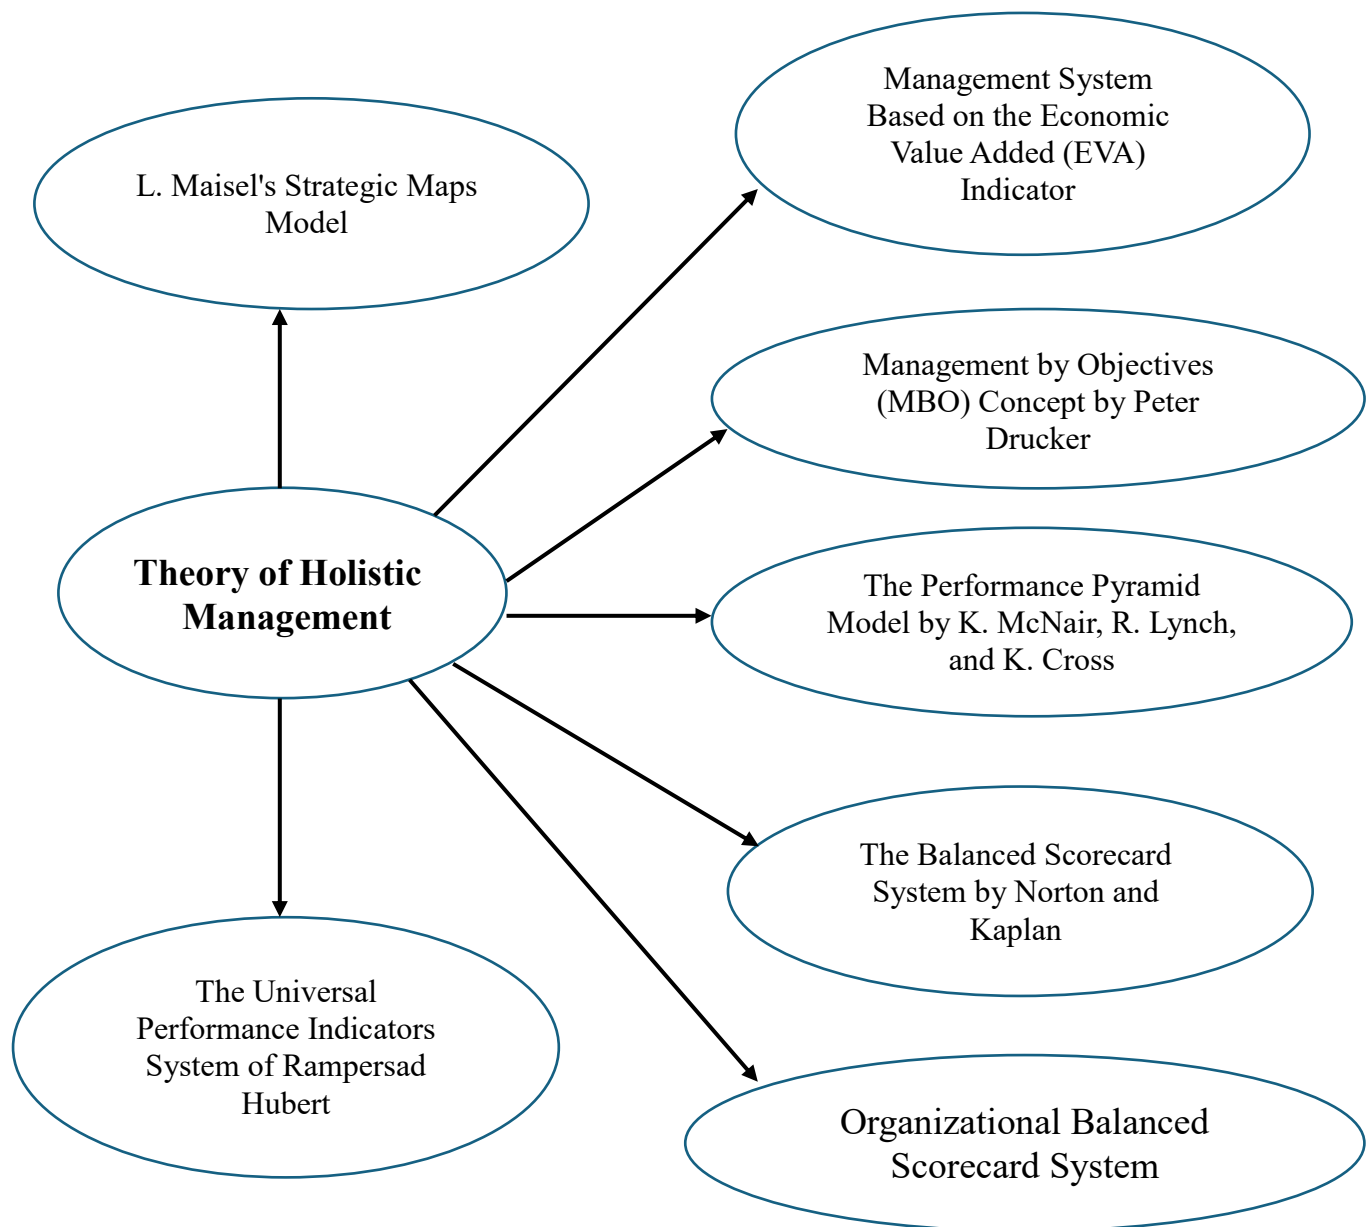 Management System
Based on the Economic
Value Added (EVA)
Indicator
L. Maisel's Strategic Maps
Model
Management by Objectives
(MBO) Concept by Peter
Drucker
Theory of Holistic
Management
The Performance Pyramid
Model by K. McNair, R. Lynch,
and K. Cross
The Balanced Scorecard
System by Norton and
Kaplan
The Universal
Performance Indicators
System of Rampersad
Hubert
Organizational Balanced
Scorecard System